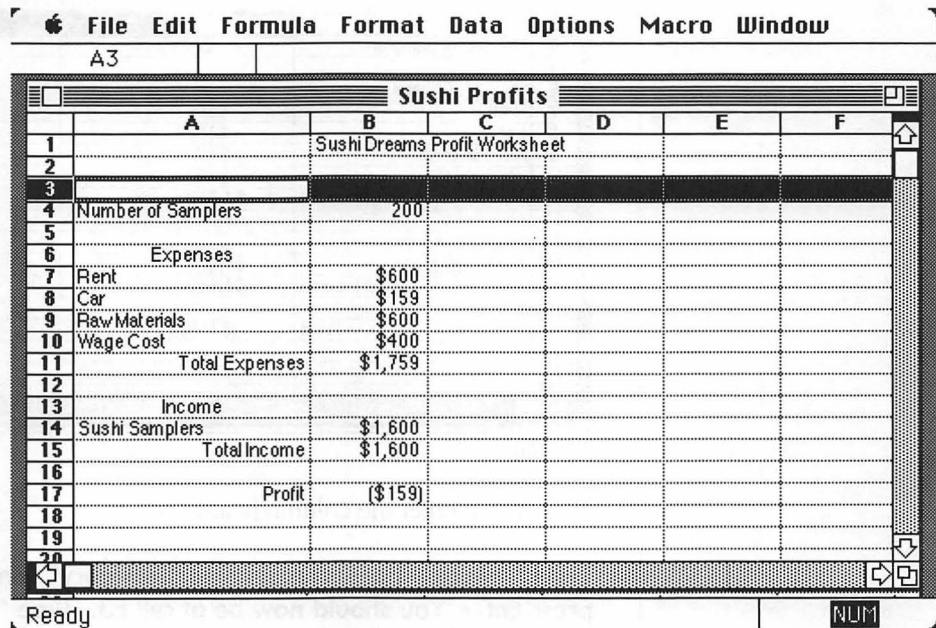 File Edit Formula Format Data Options Macro Window
A3
Sushi Profits
A B C D E F
1 Sushi Dreams Profit Worksheet
2
3
4 Number of Samplers 200
5
6 Expenses
7 Rent $600
8 Car $159
9 Raw Materials $600
10 Wage Cost $400
11 Total Expenses $1,759
12
13 Income
14 Sushi Samplers $1,600
15 Total Income $1,600
16
17 Profit ($159)
18
19
20
Ready NUM